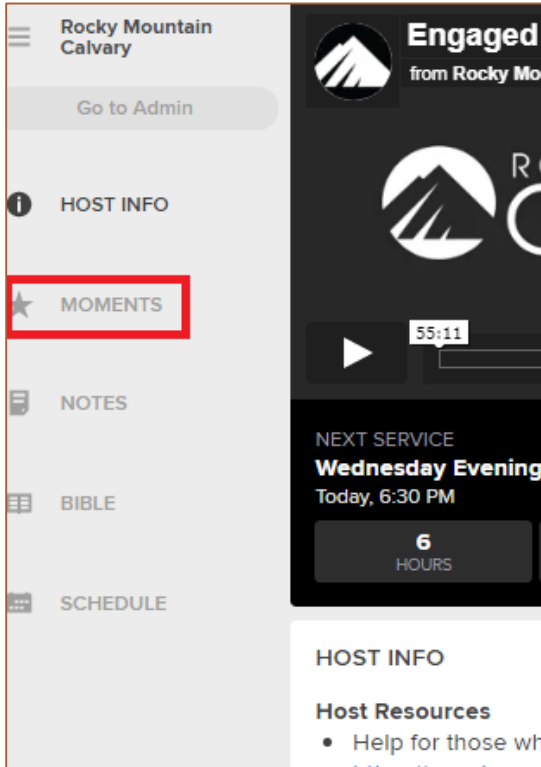 Rocky Mountain
Calvary
Go to Admin
HOST INFO
MOMENTS
NOTES
BIBLE
SCHEDULE
Engaged
from Rocky Mo
R
C
55:11
NEXT SERVICE
Wednesday Evening
Today, 6:30 PM
6
HOURS
HOST INFO
Host Resources
• Help for those wh